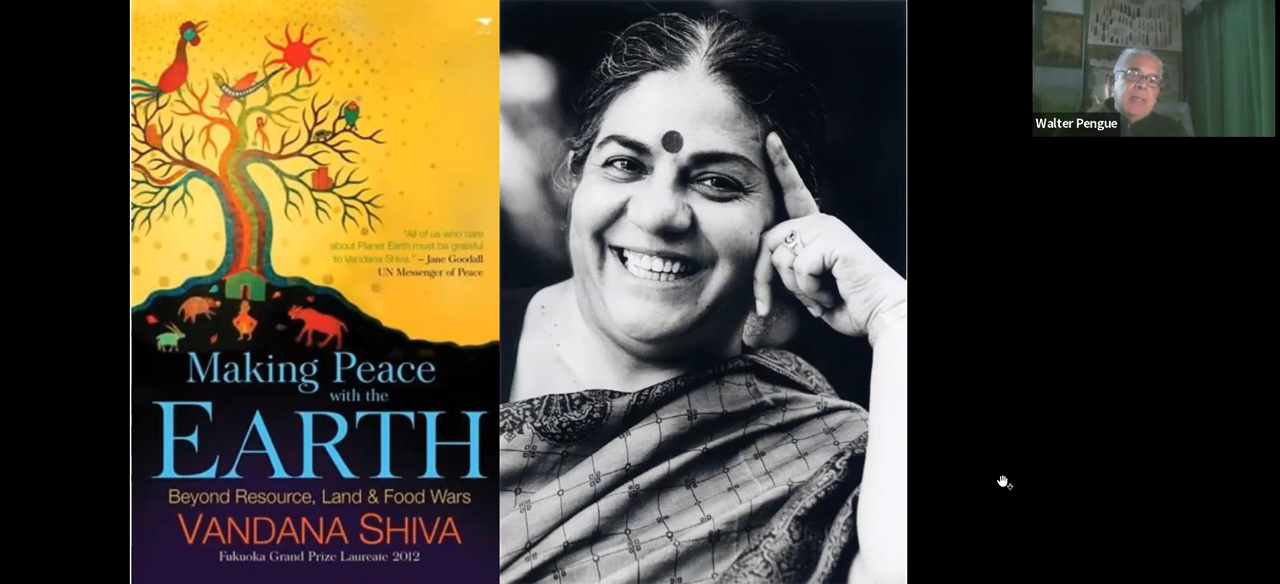 "All of us who care
about Planet Earth must be grateful
to Vandana Shiva." – Jane Goodall
UN Messenger of Peace
Making Peace
with the
EARTH
Beyond Resource, Land & Food Wars
VANDANA SHIVA
Fukuoka Grand Prize Laureate 2012
Walter Pengue